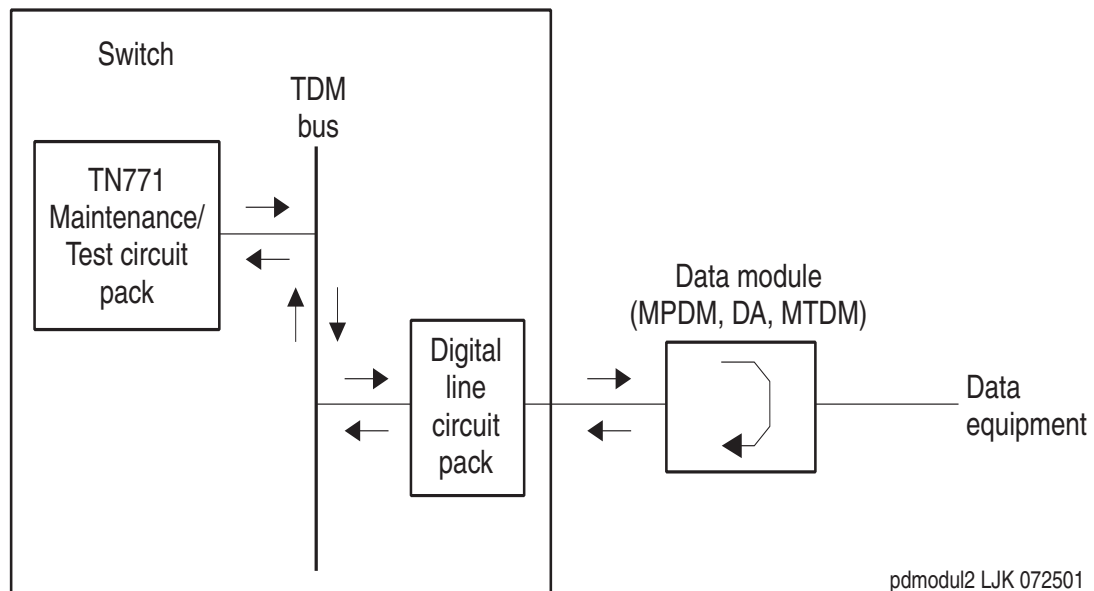 Switch
TDM
bus
TN771
Maintenance/
Test circuit
pack
Digital
line
circuit
pack
Data module
(MPDM, DA, MTDM)
Data
equipment
pdmodul2 LJK 072501